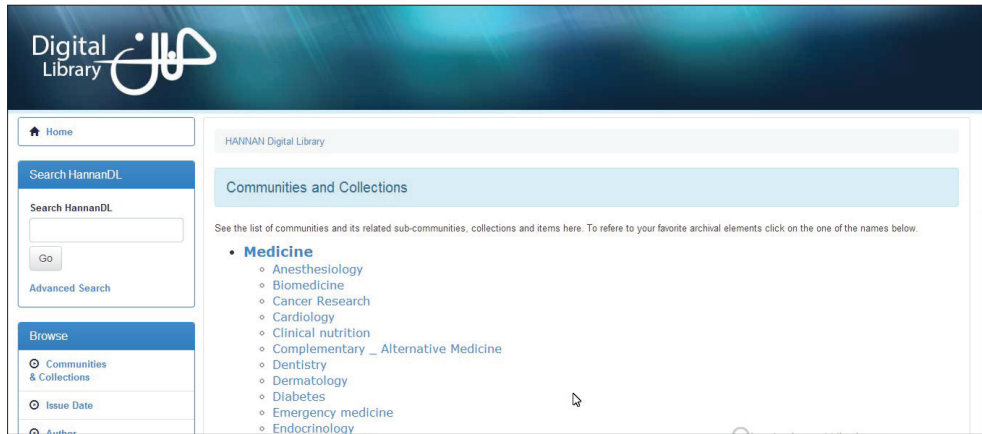 Digital
Library
حنان
Home
HANNAN Digital Library
Search HannanDL
Communities and Collections
Search HannanDL
See the list of communities and its related sub-communities, collections and items here. To refere to your favorite archival elements click on the one of the names below.
Go
Advanced Search
• Medicine
Anesthesiology
Biomedicine
Cancer Research
Cardiology
Clinical nutrition
Complementary _ Alternative Medicine
Dentistry
Dermatology
Diabetes
Emergency medicine
Endocrinology
Browse
Communities
& Collections
Issue Date
Author